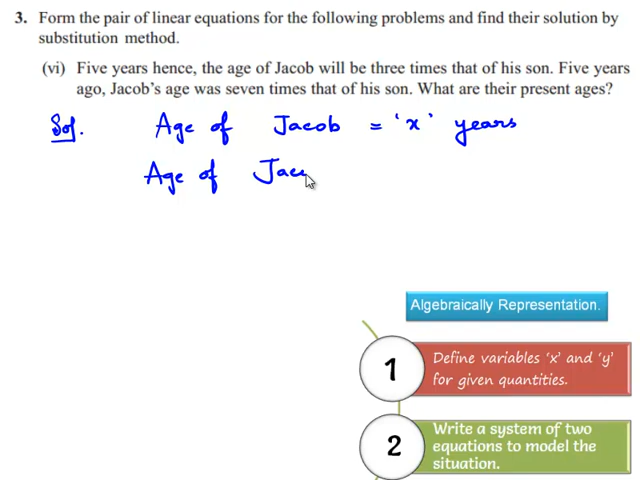 3. Form the pair of linear equations for the following problems and find their solution by
substitution method.
(vi) Five years hence, the age of Jacob will be three times that of his son. Five years
ago, Jacob's age was seven times that of his son. What are their present ages?
Sol. Age of Jacob = 'x' years
Age of Jac
Algebraically Representation.
1 Define variables 'x' and 'y'
for given quantities.
2 Write a system of two
equations to model the
situation.